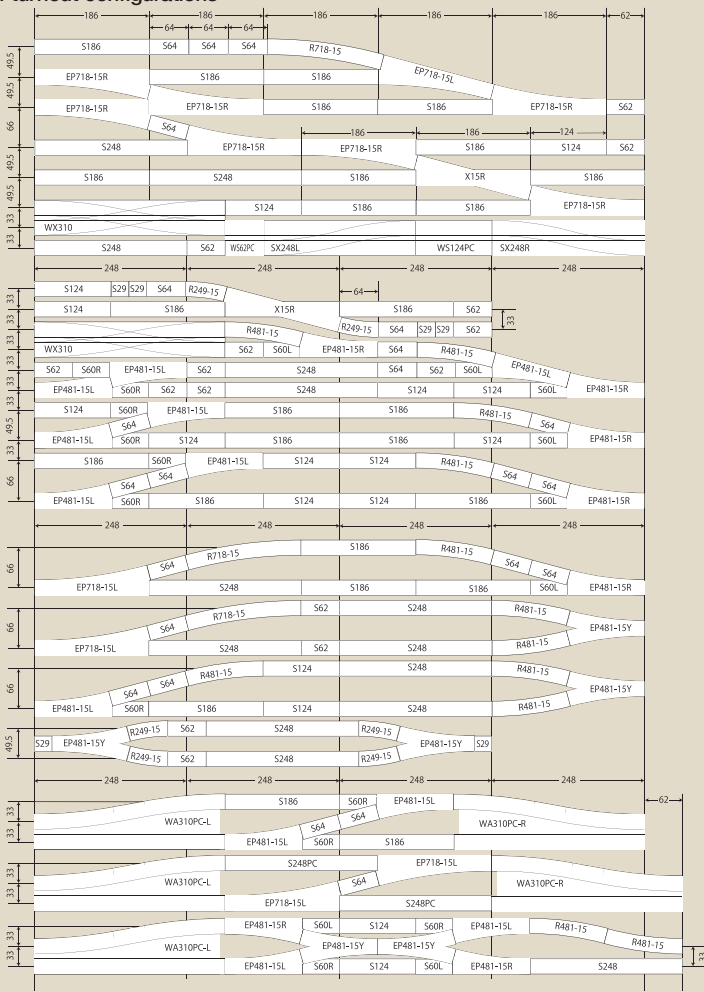 turnout configurations
186 186 186 186 186 62
64 64 64
S186 S64 S64 S64 R718-15
49.5
EP718-15R S186 S186 EP718-15L
49.5
EP718-15R EP718-15R S186 S186 EP718-15R S62
66
S64
186 186 124
S248 EP718-15R EP718-15R S186 S124 S62
49.5
S186 S248 S186 X15R S186
49.5
S124 S186 S186 EP718-15R
33
WX310
33
S248 S62 WS62PC SX248L WS124PC SX248R
248 248 248 248
S124 S29 S29 S64 R249-15 64
33
S124 S186 X15R S186 S62
33
33
R481-15 R249-15 S64 S29 S29 S62
33
WX310 S62 S60L EP481-15R S64 R481-15
33
S62 S60R EP481-15L S62 S248 S64 S62 S60L EP481-15L
33
EP481-15L S60R S62 S62 S248 S124 S124 S60L EP481-15R
33
S124 S60R EP481-15L S186 S186 R481-15
49.5
S64 S64
EP481-15L S60R S124 S186 S186 S124 S60L EP481-15R
33
S186 S60R EP481-15L S124 S124 R481-15
66
S64 S64 S64 S64
EP481-15L S60R S186 S124 S124 S186 S60L EP481-15R
248 248 248 248
S64 R718-15 S186 R481-15 S64 S64
66
EP718-15L S248 S186 S186 S60L EP481-15R
S64 R718-15 S62 S248 R481-15
66
EP481-15Y
EP718-15L S248 S62 S248 R481-15
S64 S64 R481-15 S124 S248 R481-15
66
EP481-15Y
EP481-15L S60R S186 S124 S248 R481-15
R249-15 S62 S248 R249-15
49.5
S29 EP481-15Y EP481-15Y S29
R249-15 S62 S248 R249-15
248 248 248 248
62
S186 S60R EP481-15L
33
WA310PC-L S64 S64 WA310PC-R
33
EP481-15L S60R S186
S248PC EP718-15L
33
WA310PC-L S64 WA310PC-R
33
EP718-15L S248PC
EP481-15R S60L S124 S60R EP481-15L R481-15
33
WA310PC-L EP481-15Y EP481-15Y R481-15
33
33
EP481-15L S60R S124 S60L EP481-15R S248